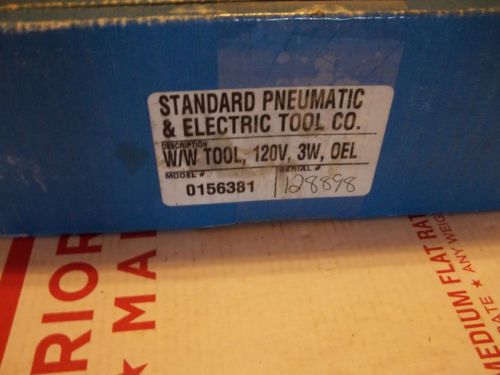 STANDARD PNEUMATIC
& ELECTRIC TOOL CO.
DESCRIPTION
W/W TOOL, 120V, 3W, OEL
MODEL # SERIAL #
0156381 128898
RIOR
★ MA
MEDIUM FLAT RAT
ATE ★ ANY WEIG